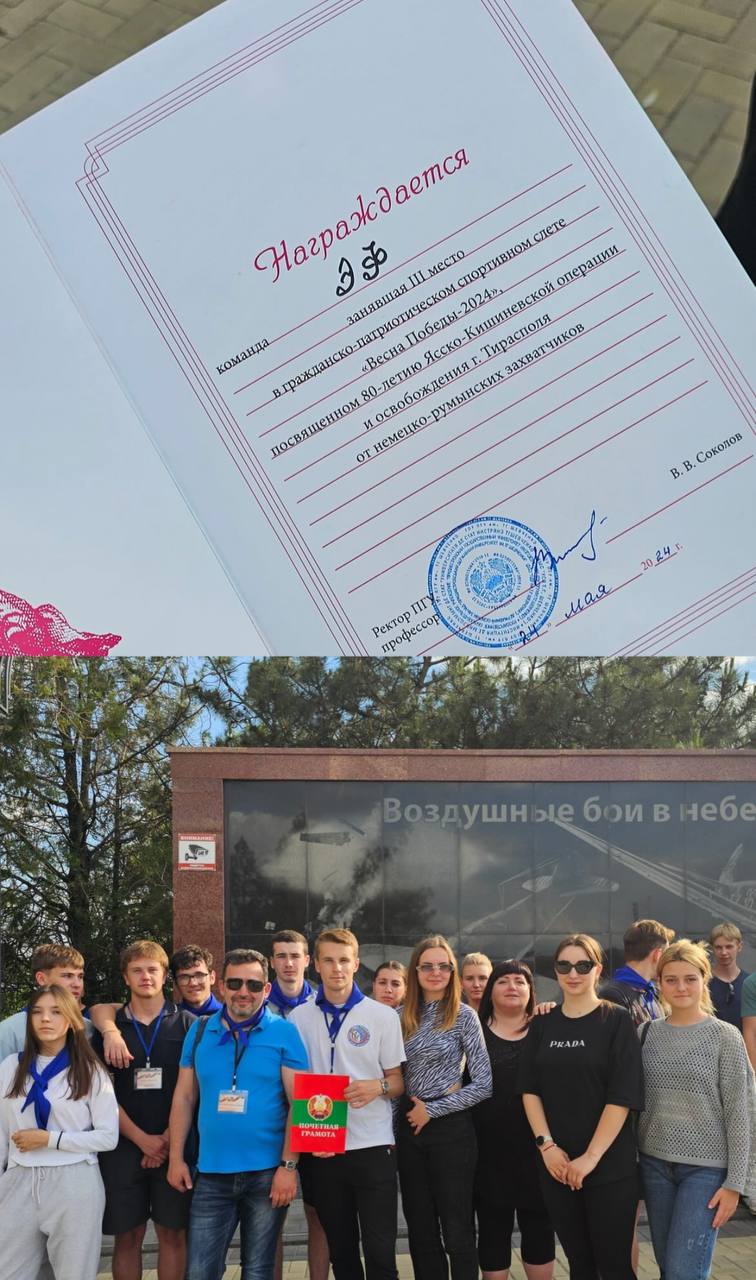 Награждается
команда ЭФ занявшая III место
в гражданско-патриотическом спортивном слете
«Весна Победы-2024»,
посвященном 80-летию Ясско-Кишиневской операции
и освобождения г. Тирасполя
от немецко-румынских захватчиков
Ректор ПГУ
профессор
В. В. Соколов
мая 2024 г.
Воздушные бои в небе
ВНИМАНИЕ!
ПОЧЕТНАЯ
ГРАМОТА
PRADA